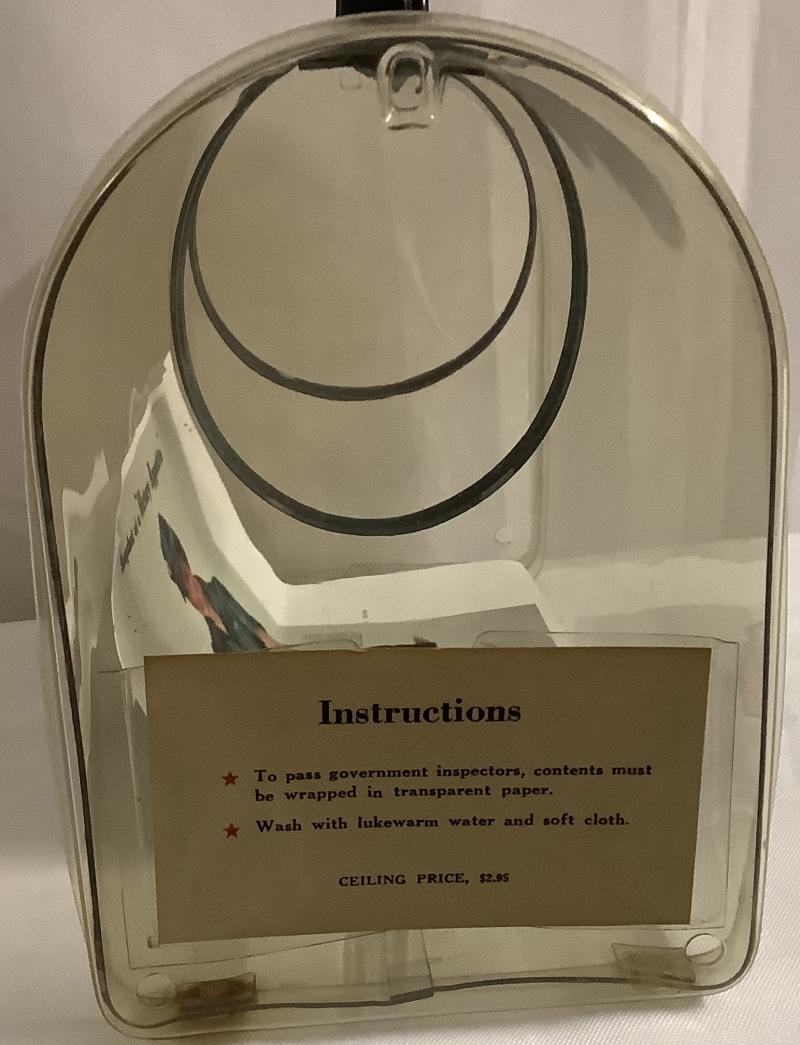 Instructions
★ To pass government inspectors, contents must
be wrapped in transparent paper.
★ Wash with lukewarm water and soft cloth.
CEILING PRICE, $2.95